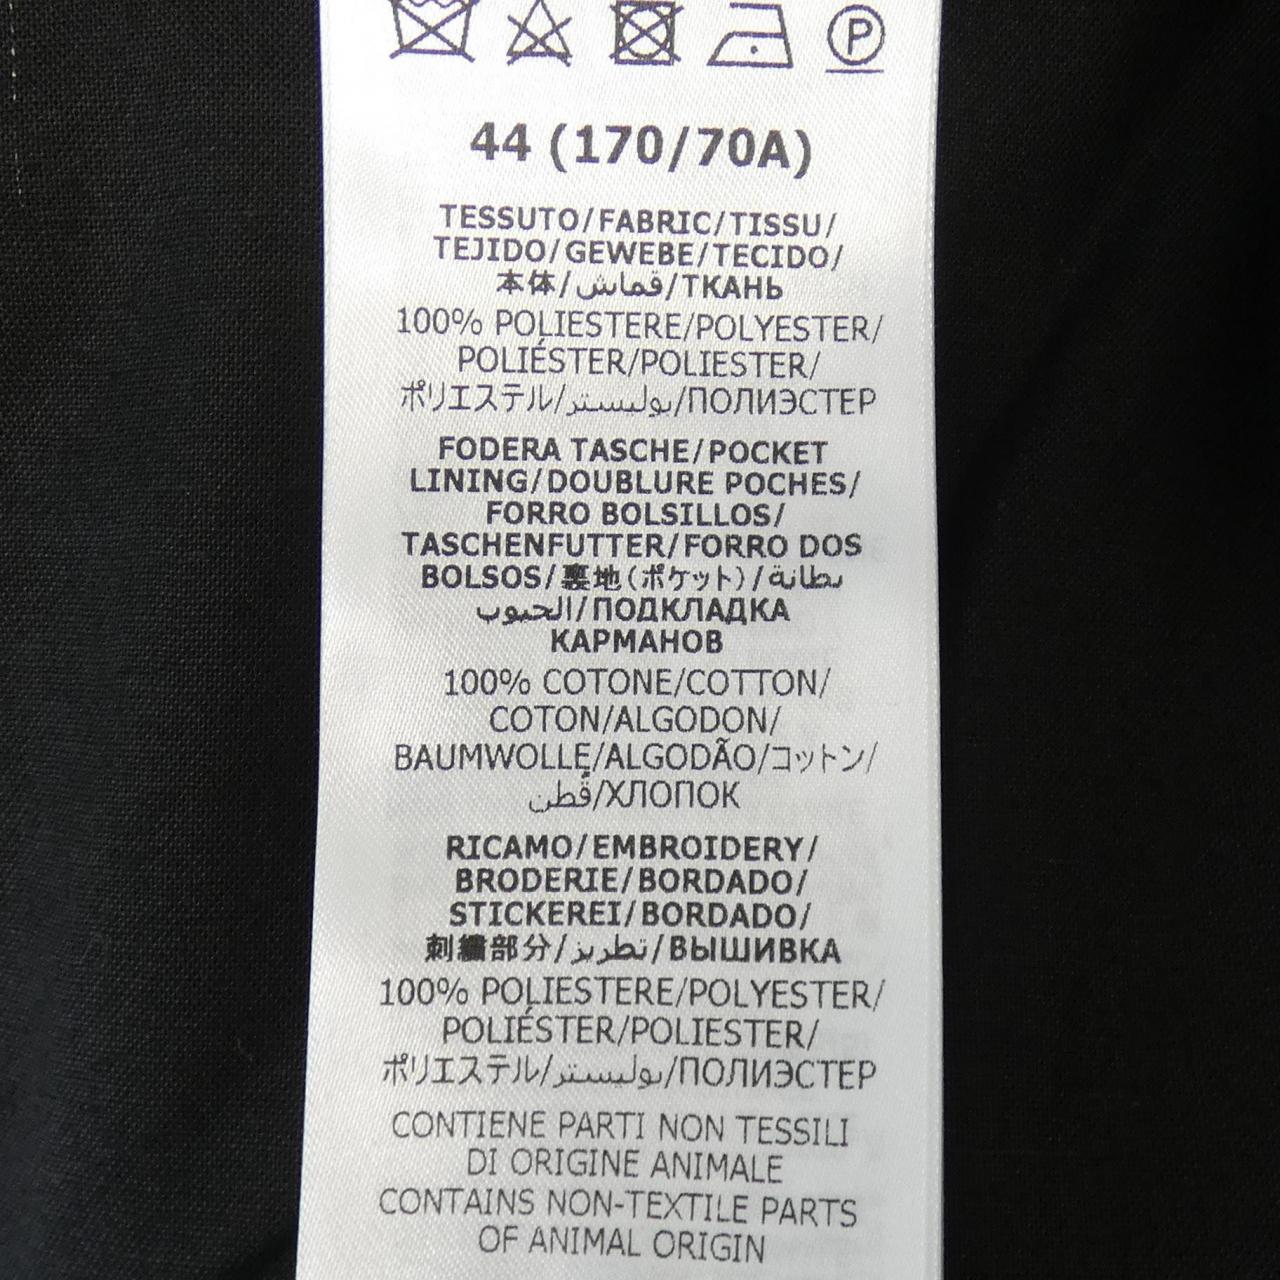 P
44 (170/70A)
TESSUTO/FABRIC/TISSU/
TEJIDO/GEWEBE/TECIDO/
本体/قماش/ТКАНЬ
100% POLIESTERE/POLYESTER/
POLIÉSTER/POLIESTER/
ポリエステル/بوليستر/ПОЛИЭСТЕР
FODERA TASCHE/POCKET
LINING/DOUBLURE POCHES/
FORRO BOLSILLOS/
TASCHENFUTTER/FORRO DOS
BOLSOS/裏地(ポケット)/بطانة
الجيوب/ПОДКЛАДКА
КАРМАНОВ
100% COTONE/COTTON/
COTON/ALGODON/
BAUMWOLLE/ALGODÃO/コットン/
قُطن/ХЛОПОК
RICAMO/EMBROIDERY/
BRODERIE/BORDADO/
STICKEREI/BORDADO/
刺繍部分/تطريز/ВЫШИВКА
100% POLIESTERE/POLYESTER/
POLIÉSTER/POLIESTER/
ポリエステル/بوليستر/ПОЛИЭСТЕР
CONTIENE PARTI NON TESSILI
DI ORIGINE ANIMALE
CONTAINS NON-TEXTILE PARTS
OF ANIMAL ORIGIN